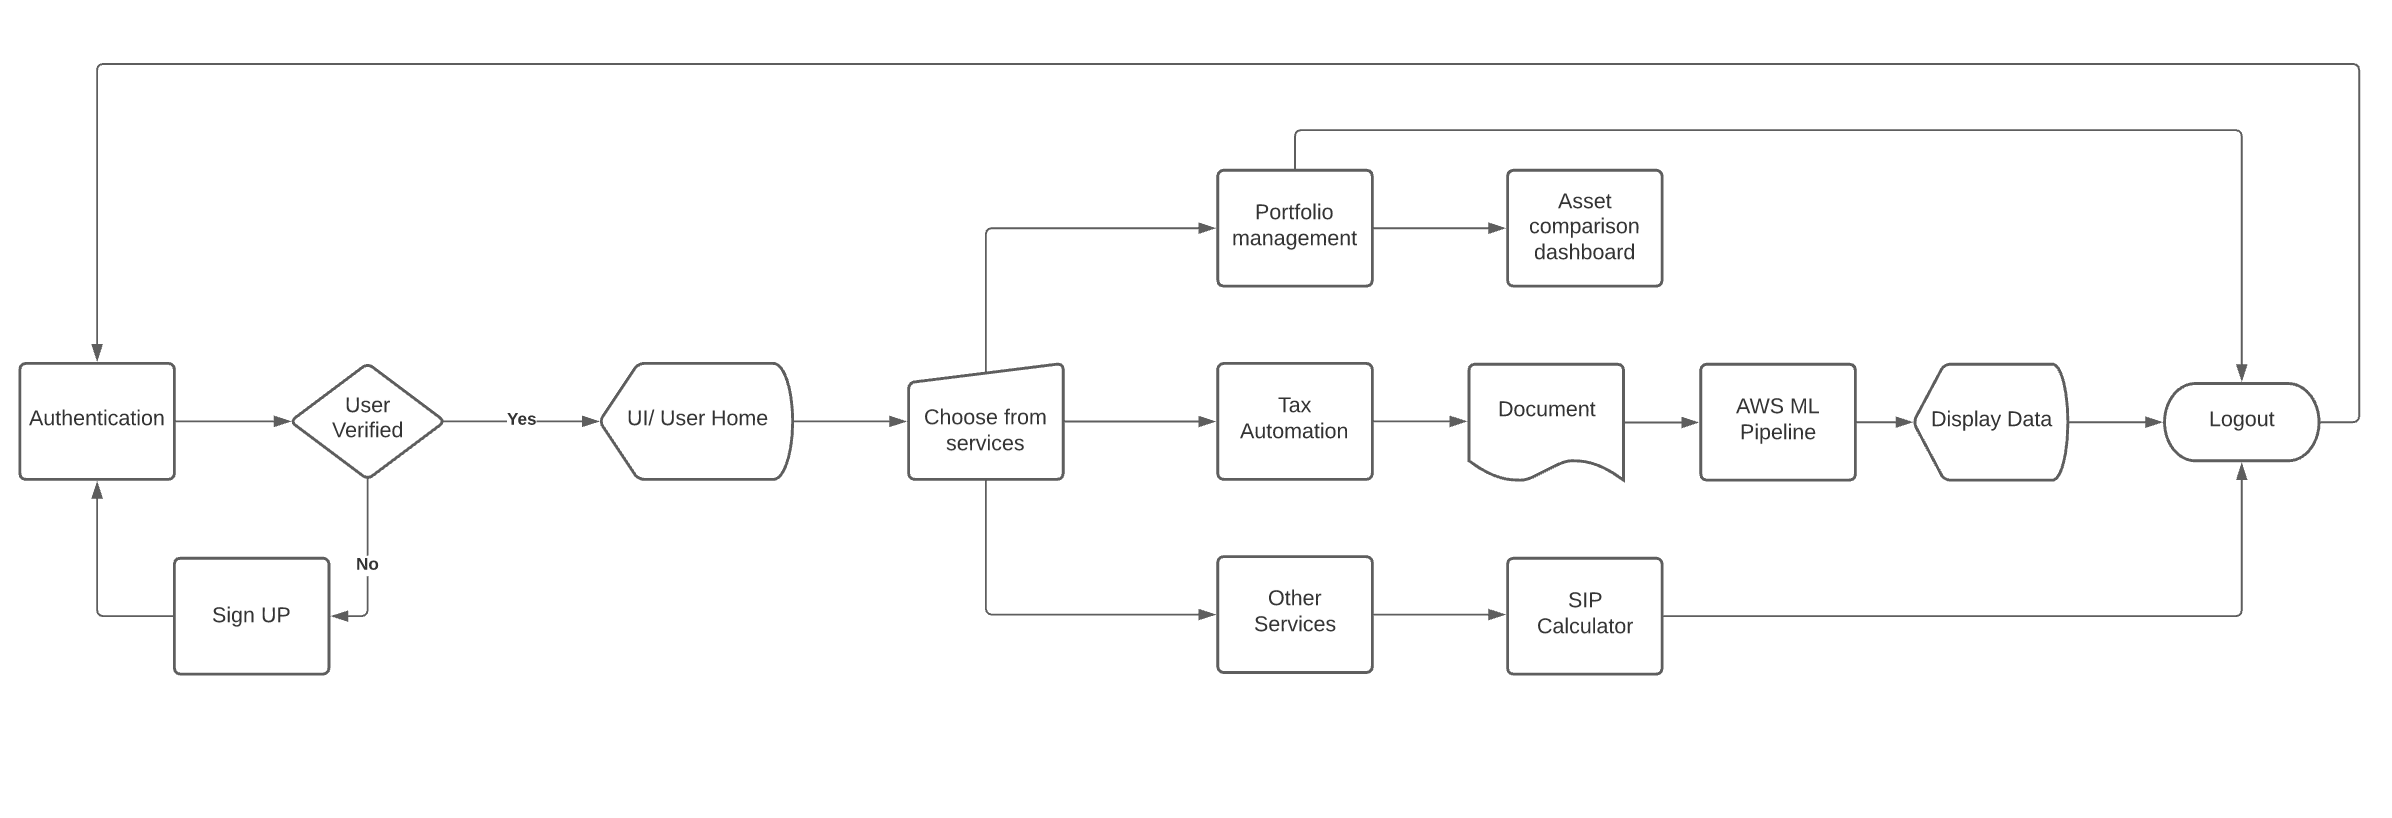 Portfolio
management
Asset
comparison
dashboard
Authentication
User
Verified
Yes
UI/ User Home
Choose from
services
Tax
Automation
Document
AWS ML
Pipeline
Display Data
Logout
No
Sign UP
Other
Services
SIP
Calculator